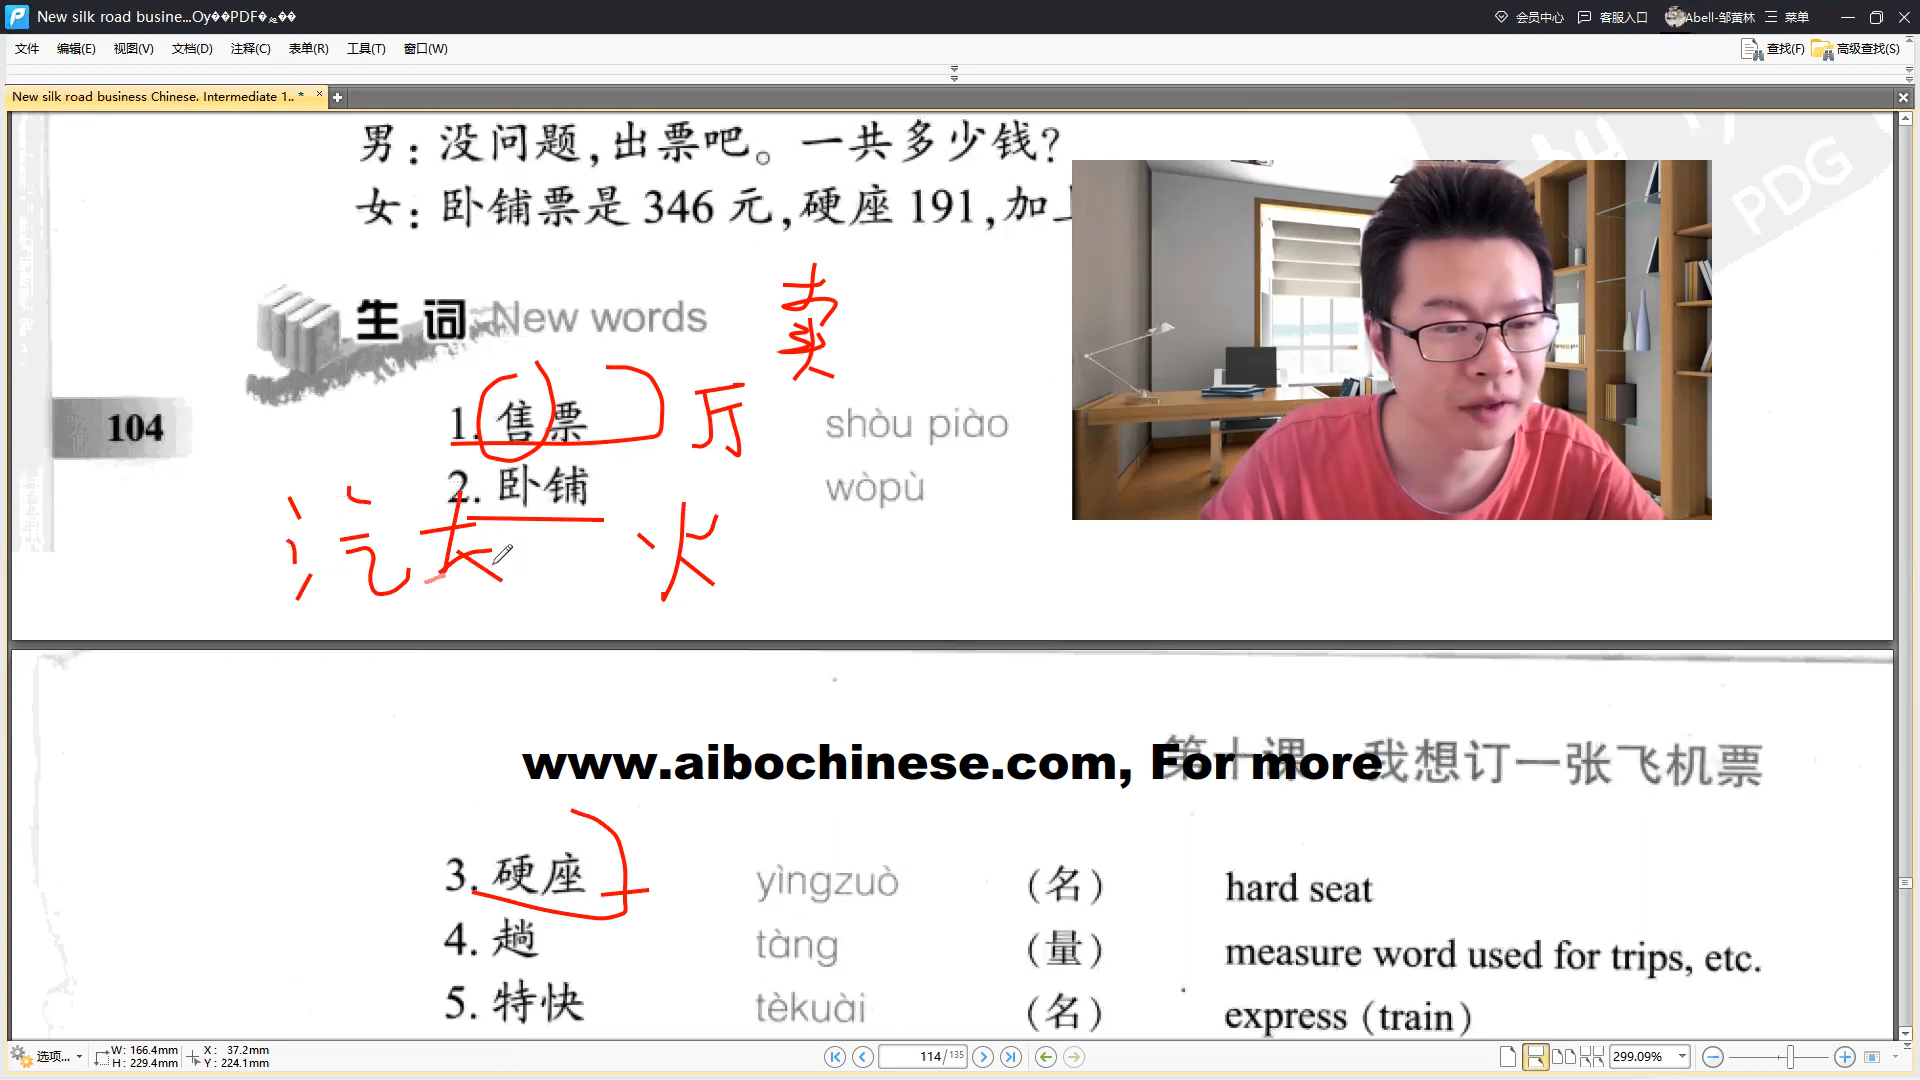 New silk road busine...Oy��PDF�م��
会员中心
客服入口
Abell-邹黄林
菜单
文件 编辑(E) 视图(V) 文档(D) 注释(C) 表单(R) 工具(T) 窗口(W)
查找(F)
高级查找(S)
New silk road business Chinese. Intermediate 1.. *
男：没问题，出票吧。一共多少钱？
女：卧铺票是 346 元，硬座 191，加上
PDG
生词 New words
卖
104
1. 售票 厅 shòu piào
2. 卧铺 wòpù
汽 火
www.aibochinese.com, For more
第十课 我想订一张飞机票
3. 硬座 yìngzuò （名） hard seat
4. 趟 tàng （量） measure word used for trips, etc.
5. 特快 tèkuài （名） express (train)
选项...
W: 166.4mm X: 37.2mm
H: 229.4mm Y: 224.1mm
114/135
299.09%